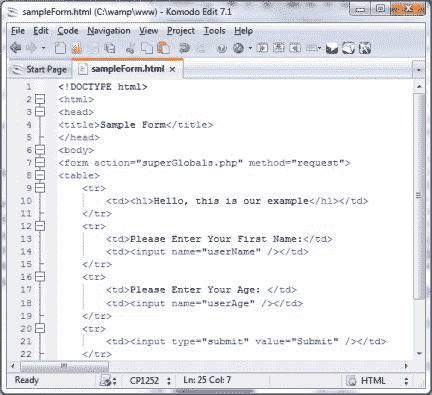 sampleForm.html (C:\wamp\www) - Komodo Edit 7.1
File Edit Code Navigation View Project Tools Help
Start Page sampleForm.html
1 <!DOCTYPE html>
2 <html>
3 <head>
4 <title>Sample Form</title>
5 </head>
6 <body>
7 <form action="superGlobals.php" method="request">
8 <table>
9 <tr>
10 <td><h1>Hello, this is our example</h1></td>
11 </tr>
12 <tr>
13 <td>Please Enter Your First Name:</td>
14 <td><input name="userName" /></td>
15 </tr>
16 <tr>
17 <td>Please Enter Your Age: </td>
18 <td><input name="userAge" /></td>
19 </tr>
20 <tr>
21 <td><input type="submit" value="Submit" /></td>
22 </tr>
Ready CP1252 Ln: 25 Col: 7 HTML